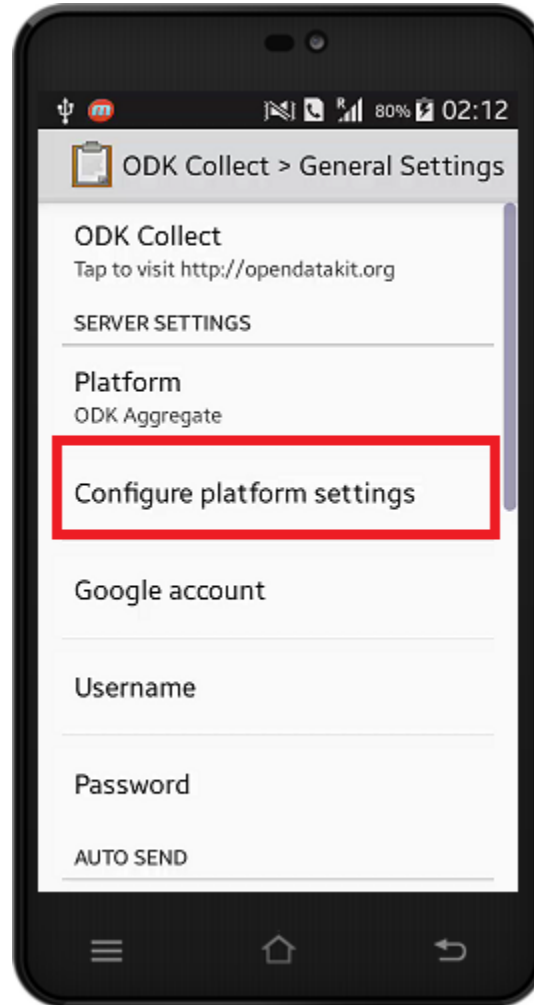 80% 02:12
ODK Collect > General Settings
ODK Collect
Tap to visit http://opendatakit.org
SERVER SETTINGS
Platform
ODK Aggregate
Configure platform settings
Google account
Username
Password
AUTO SEND